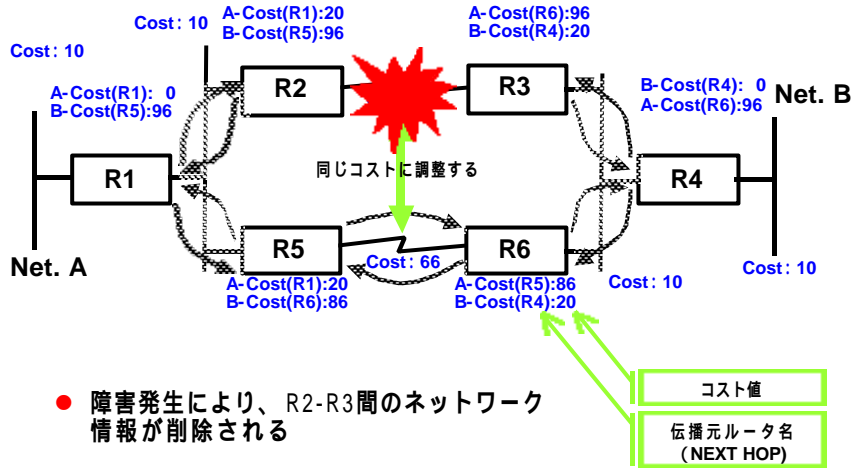 Cost: 10
Cost: 10
A-Cost(R1):20
B-Cost(R5):96
A-Cost(R6):96
B-Cost(R4):20
A-Cost(R1): 0
B-Cost(R5):96
R2
R3
B-Cost(R4): 0
A-Cost(R6):96
Net. B
R1
同じコストに調整する
R4
Net. A
R5
Cost: 66
R6
A-Cost(R1):20
B-Cost(R6):86
A-Cost(R5):86
B-Cost(R4):20
Cost: 10
Cost: 10
コスト値
伝播元ルータ名
(NEXT HOP)
● 障害発生により、R2-R3間のネットワーク
情報が削除される